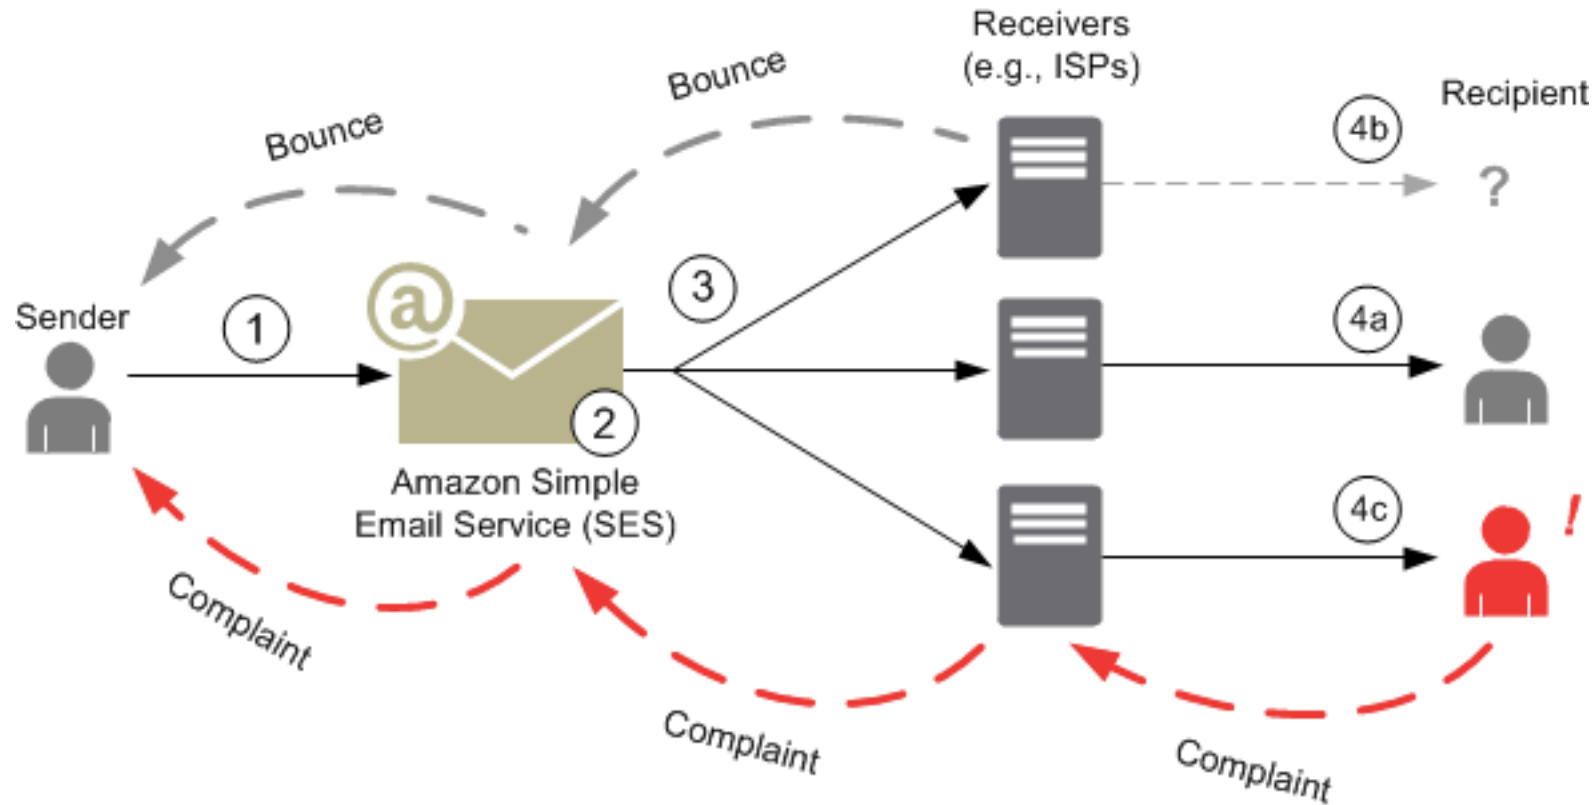 Receivers
(e.g., ISPs)
Recipient
Bounce
Bounce
4b
?
Sender
1
@
3
4a
2
Amazon Simple
Email Service (SES)
4c
!
Complaint
Complaint
Complaint